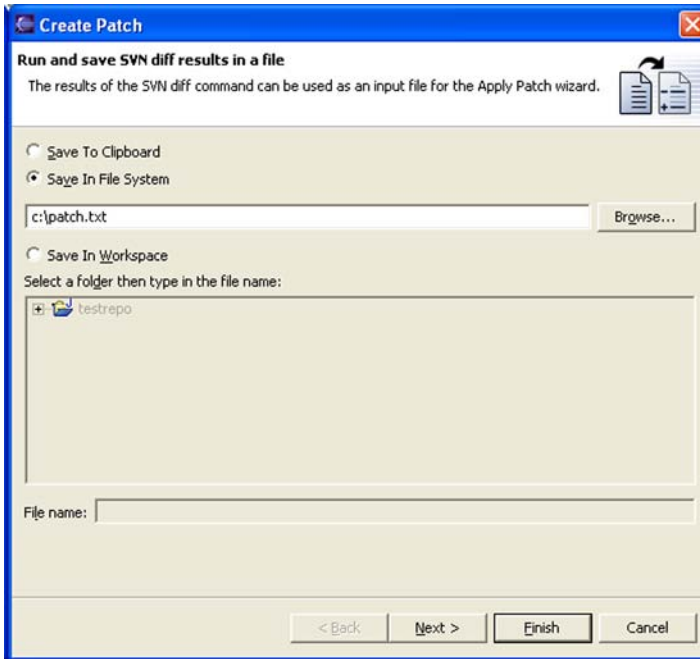 Create Patch
Run and save SVN diff results in a file
The results of the SVN diff command can be used as an input file for the Apply Patch wizard.
Save To Clipboard
Save In File System
c:\patch.txt
Browse...
Save In Workspace
Select a folder then type in the file name:
testrepo
File name:
< Back Next > Finish Cancel